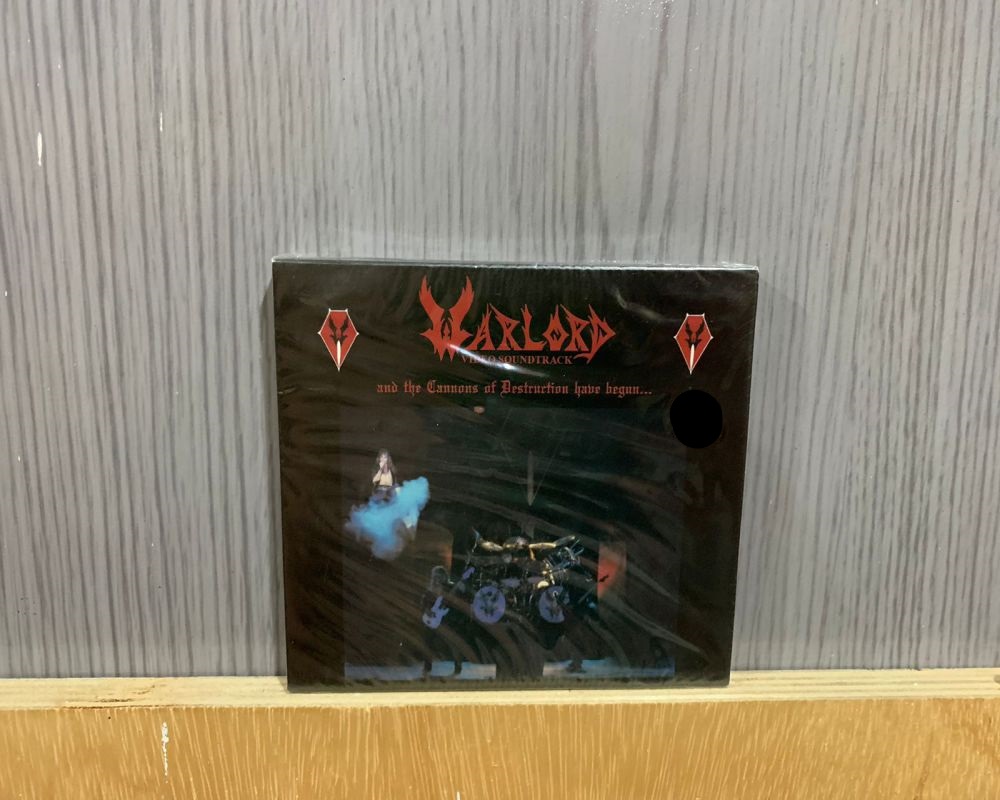 WARLORD
VIDEO SOUNDTRACK
and the Cannons of Destruction have begun...